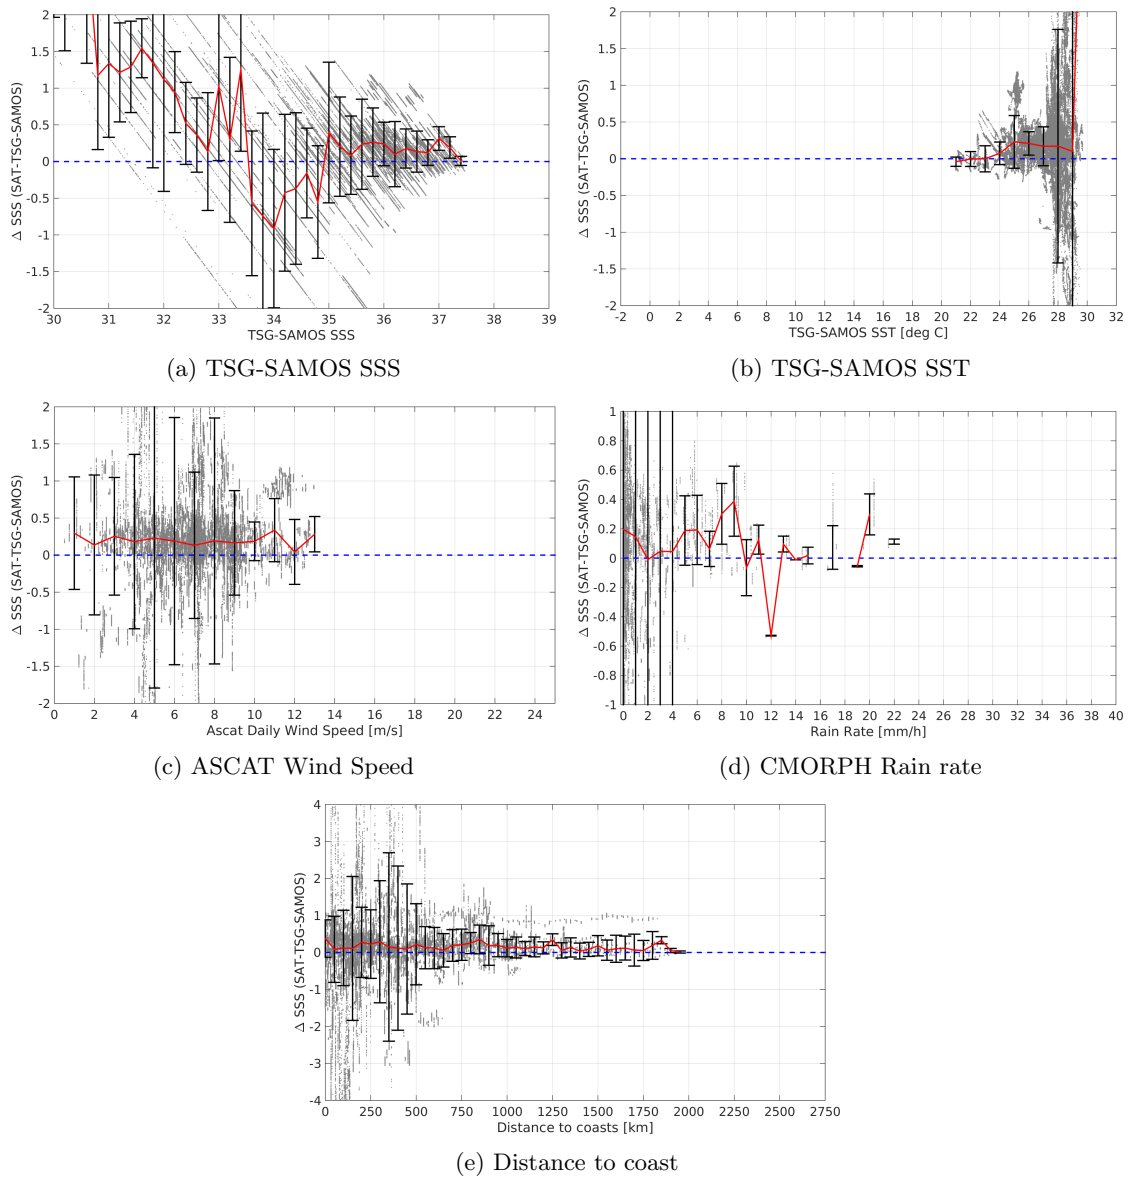 2
1.5
1
0.5
0
-0.5
-1
-1.5
-2
Δ SSS (SAT-TSG-SAMOS)
30 31 32 33 34 35 36 37 38 39
TSG-SAMOS SSS
(a) TSG-SAMOS SSS
2
1.5
1
0.5
0
-0.5
-1
-1.5
-2
Δ SSS (SAT-TSG-SAMOS)
-2 0 2 4 6 8 10 12 14 16 18 20 22 24 26 28 30 32
TSG-SAMOS SST [deg C]
(b) TSG-SAMOS SST
2
1.5
1
0.5
0
-0.5
-1
-1.5
-2
Δ SSS (SAT-TSG-SAMOS)
0 2 4 6 8 10 12 14 16 18 20 22 24
Ascat Daily Wind Speed [m/s]
(c) ASCAT Wind Speed
1
0.8
0.6
0.4
0.2
0
-0.2
-0.4
-0.6
-0.8
-1
Δ SSS (SAT-TSG-SAMOS)
0 2 4 6 8 10 12 14 16 18 20 22 24 26 28 30 32 34 36 38 40
Rain Rate [mm/h]
(d) CMORPH Rain rate
4
3
2
1
0
-1
-2
-3
-4
Δ SSS (SAT-TSG-SAMOS)
0 250 500 750 1000 1250 1500 1750 2000 2250 2500 2750
Distance to coasts [km]
(e) Distance to coast